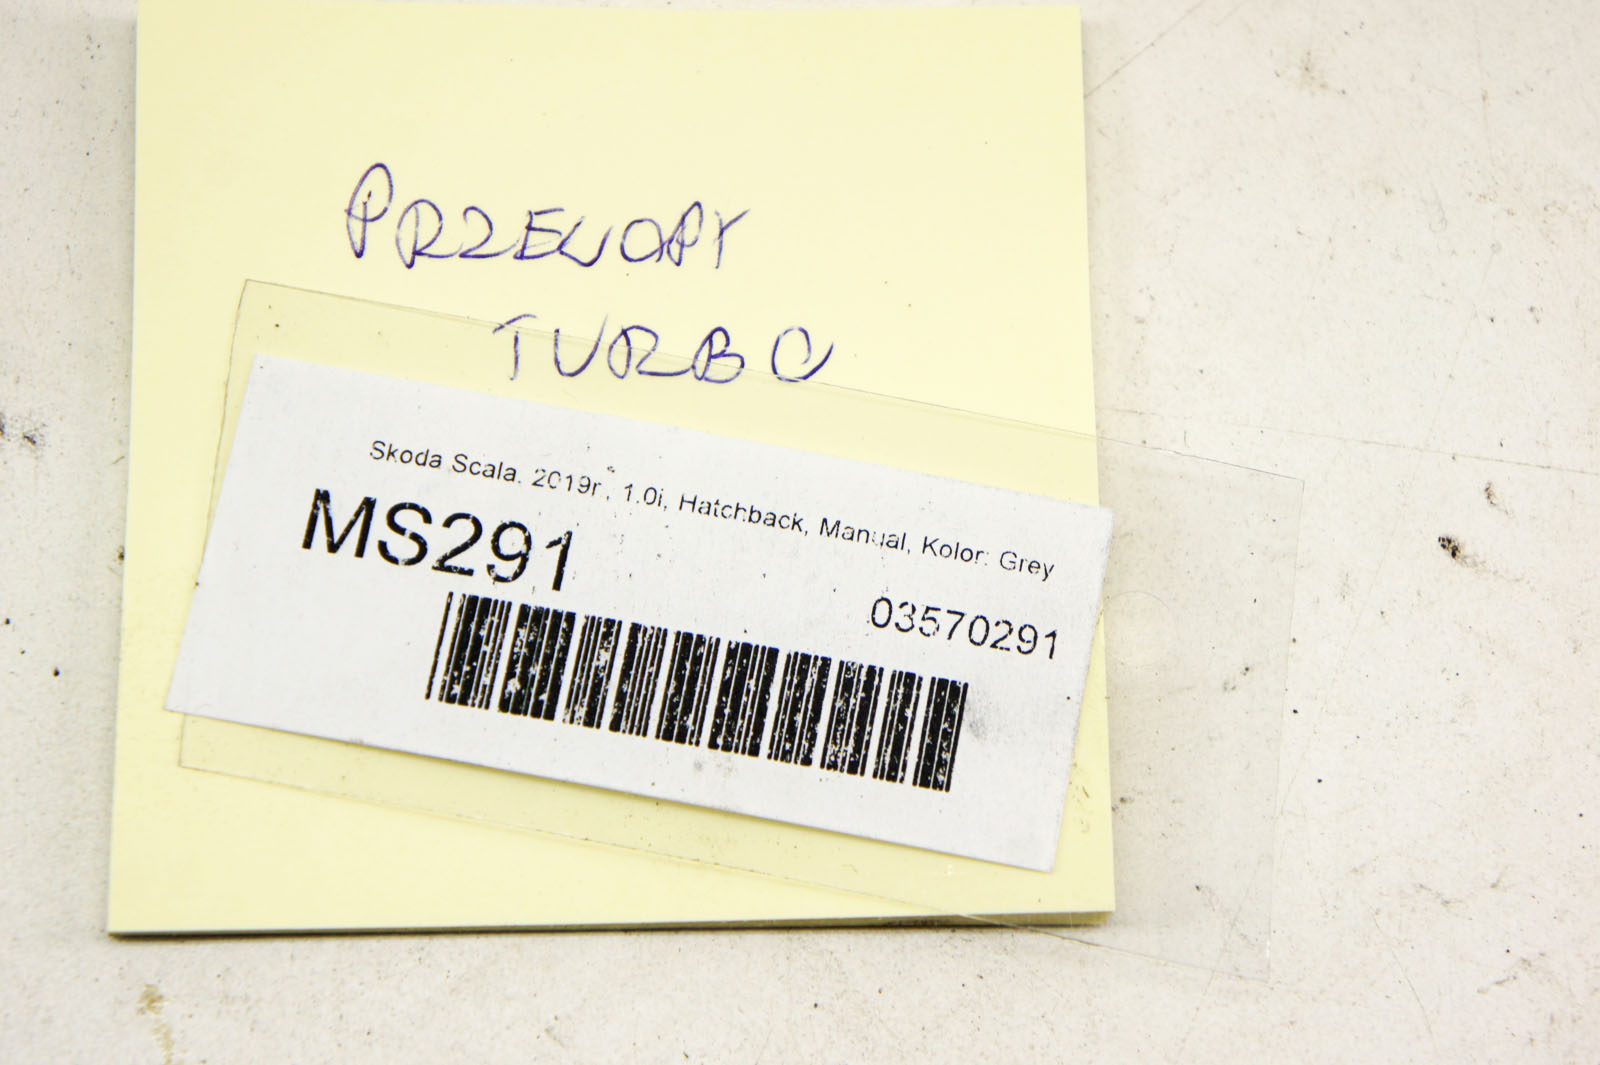 PRZEWODY
TURBO
Skoda Scala, 2019r., 1.0i, Hatchback, Manual, Kolor: Grey
MS291
03570291